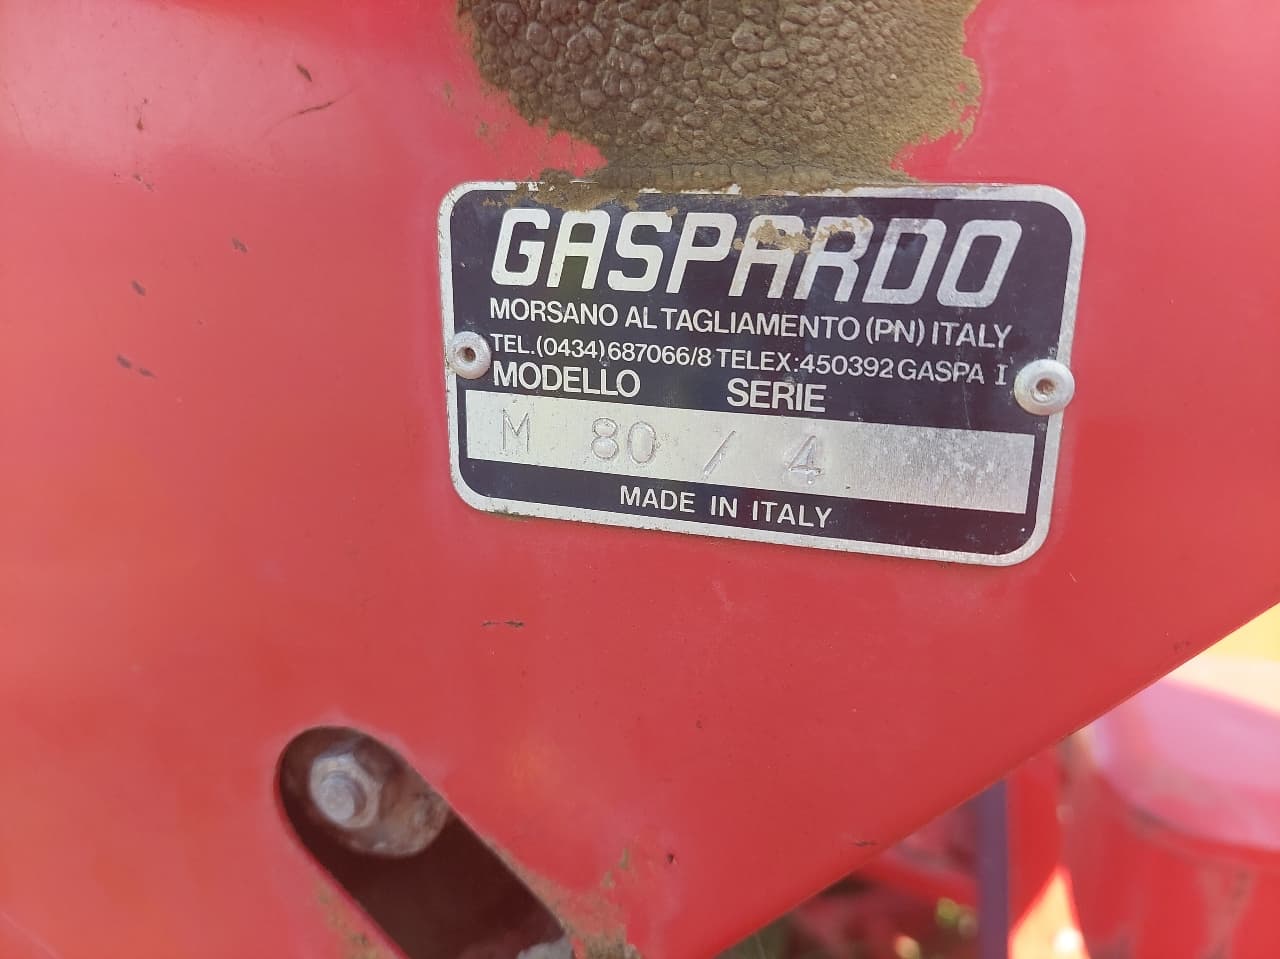 GASPARDO
MORSANO AL TAGLIAMENTO (PN) ITALY
TEL.(0434)687066/8 TELEX:450392 GASPA I
MODELLO SERIE
M 80 / 4
MADE IN ITALY